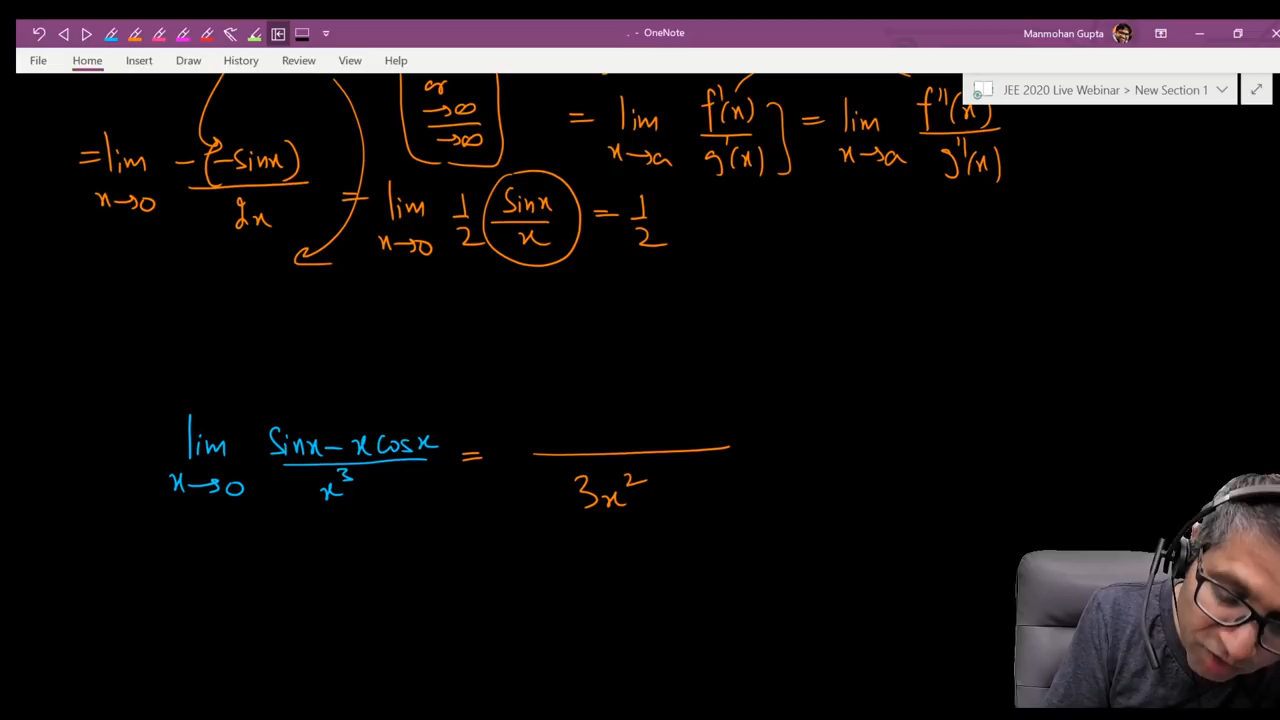 - OneNote
Manmohan Gupta
File Home Insert Draw History Review View Help
JEE 2020 Live Webinar > New Section 1
or
→∞
→∞
= lim x→0 -(-sinx) / 2x = lim x→0 1/2 (Sinx / x) = 1/2
= lim x→a f'(x) / g'(x) ] = lim x→a f''(x) / g''(x)
lim x→0 Sinx - x cosx / x³ = / 3x²